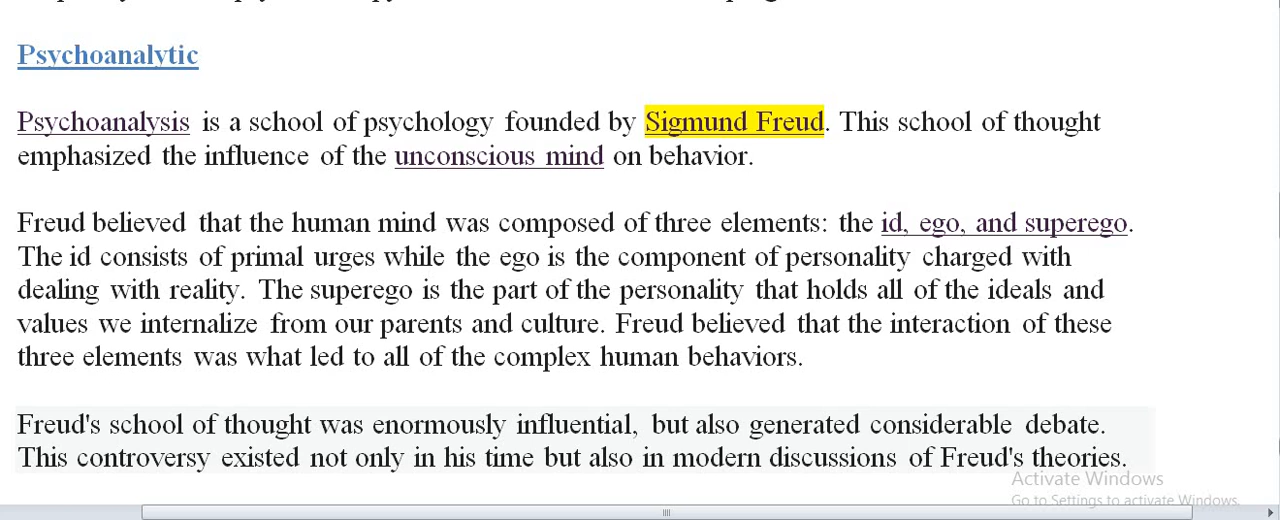 Psychoanalytic
Psychoanalysis is a school of psychology founded by Sigmund Freud. This school of thought
emphasized the influence of the unconscious mind on behavior.
Freud believed that the human mind was composed of three elements: the id, ego, and superego.
The id consists of primal urges while the ego is the component of personality charged with
dealing with reality. The superego is the part of the personality that holds all of the ideals and
values we internalize from our parents and culture. Freud believed that the interaction of these
three elements was what led to all of the complex human behaviors.
Freud's school of thought was enormously influential, but also generated considerable debate.
This controversy existed not only in his time but also in modern discussions of Freud's theories.
Activate Windows
Go to Settings to activate Windows.